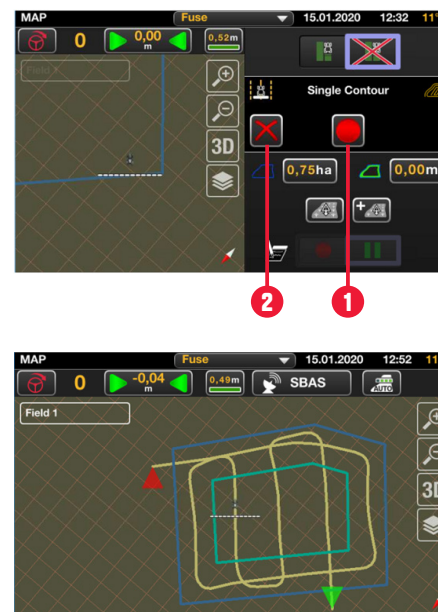 MAP Fuse 15.01.2020 12:32 11°
0 0,00 m 0,52m
Single Contour
3D
0,75ha 0,00m
2 1
MAP Fuse 15.01.2020 12:52 11
0 -0,04 m 0,49m SBAS AUTO
Field 1
3D